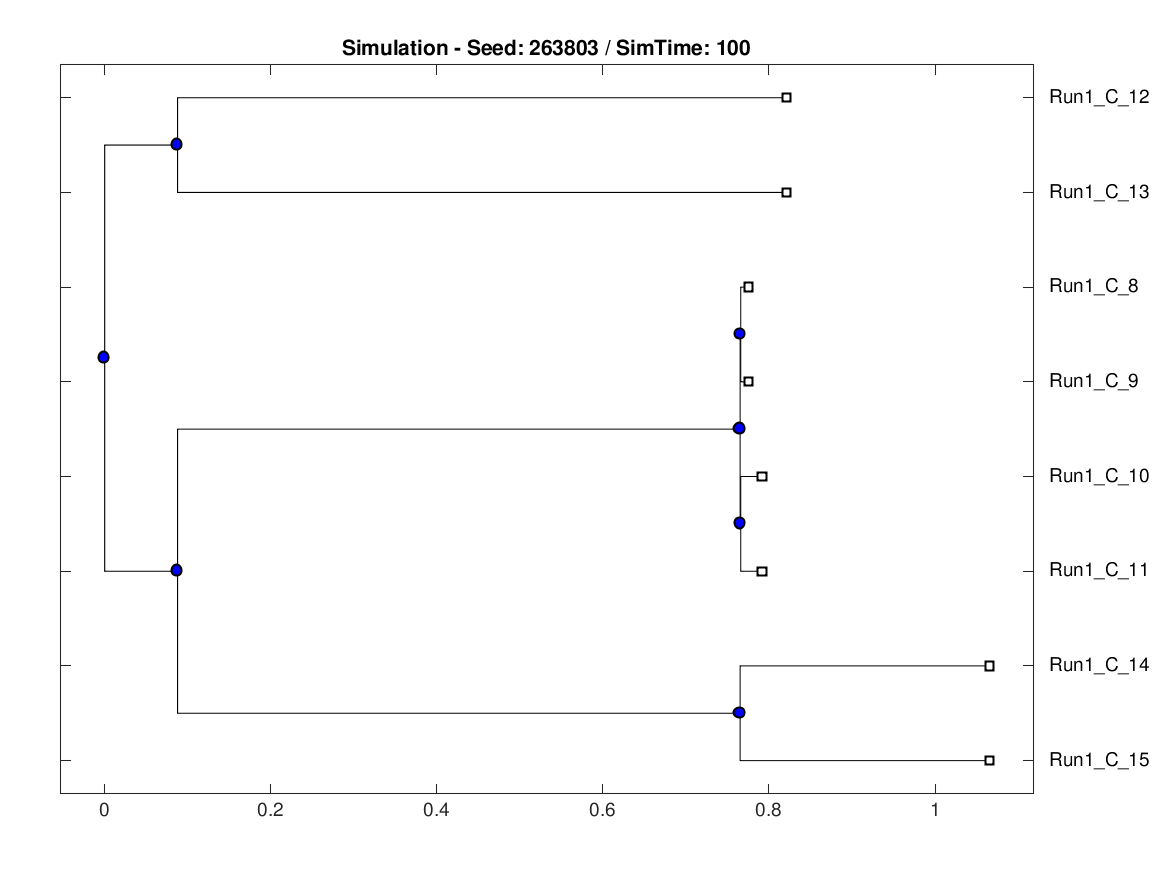 Simulation - Seed: 263803 / SimTime: 100
Run1_C_12
Run1_C_13
Run1_C_8
Run1_C_9
Run1_C_10
Run1_C_11
Run1_C_14
Run1_C_15
0 0.2 0.4 0.6 0.8 1